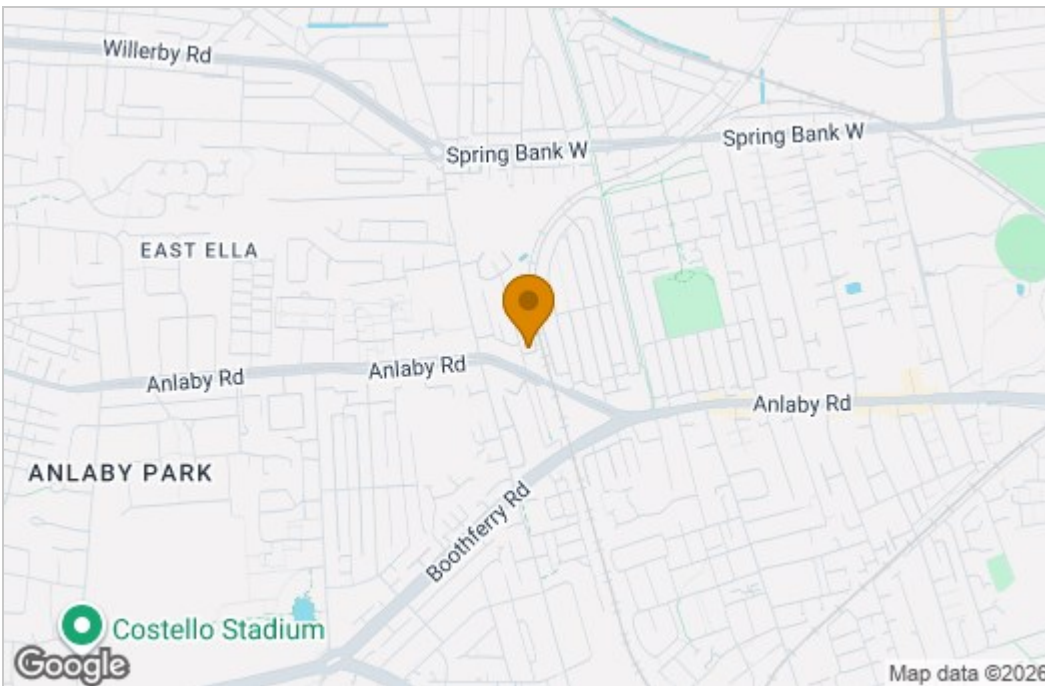 Willerby Rd
Spring Bank W
Spring Bank W
EAST ELLA
Anlaby Rd
Anlaby Rd
Anlaby Rd
ANLABY PARK
Boothferry Rd
Costello Stadium
Google
Map data ©2026